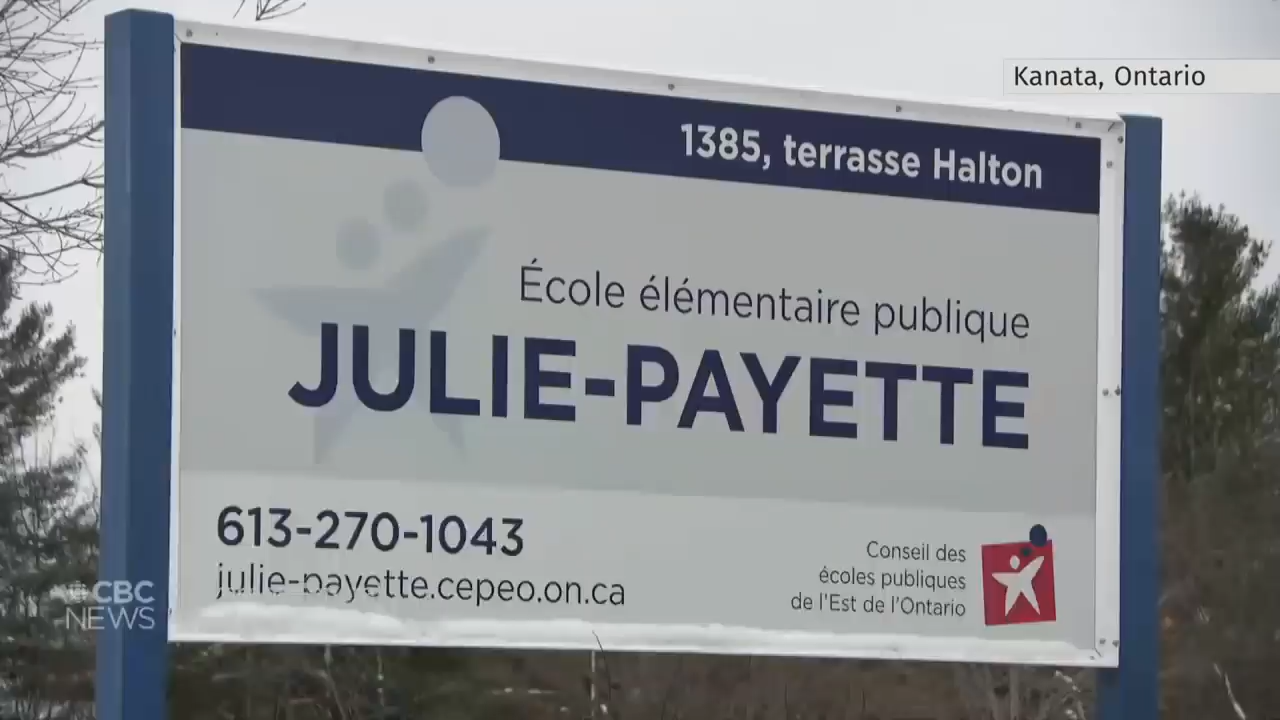 Kanata, Ontario
1385, terrasse Halton
École élémentaire publique
JULIE-PAYETTE
613-270-1043
julie-payette.cepeo.on.ca
Conseil des
écoles publiques
de l'Est de l'Ontario
CBC
NEWS